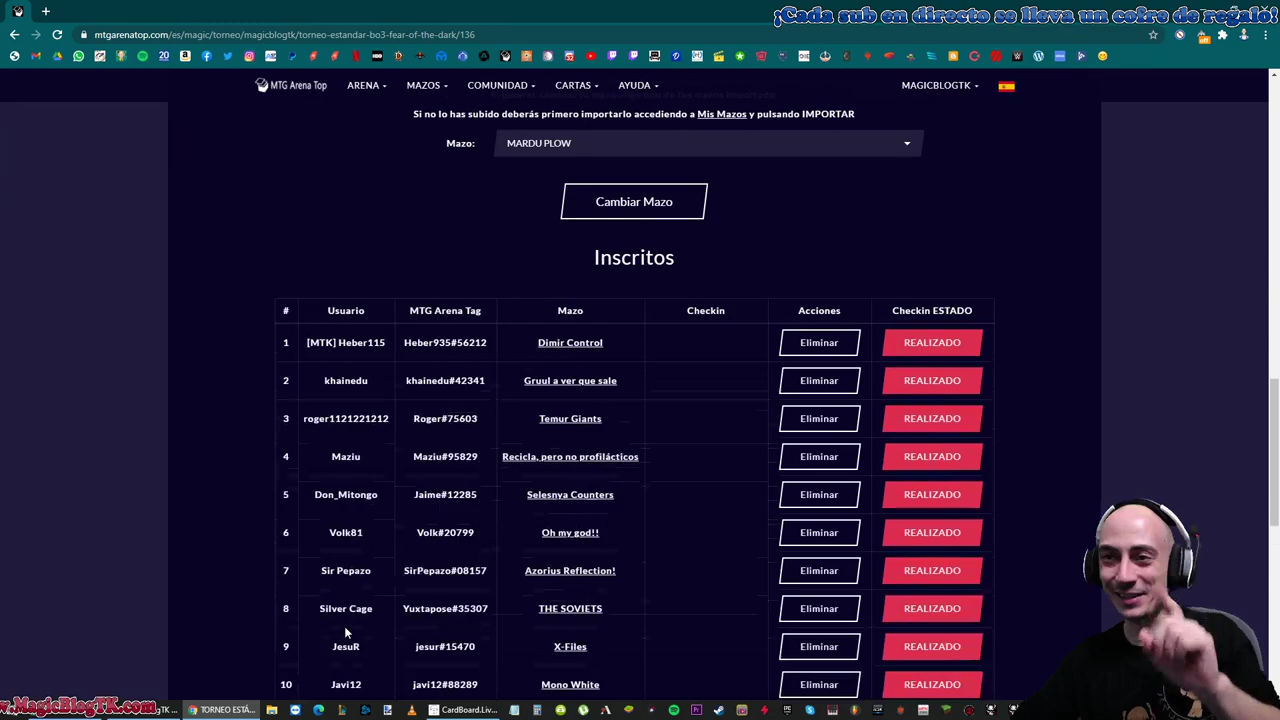 ¡Cada sub en directo se lleva un cofre de regalo!
mtgarenatop.com/es/magic/torneo/magicblogtk/torneo-estandar-bo3-fear-of-the-dark/136
MTG Arena Top ARENA MAZOS COMUNIDAD CARTAS AYUDA MAGICBLOGTK
Si no lo has subido deberás primero importarlo accediendo a Mis Mazos y pulsando IMPORTAR
Mazo: MARDU PLOW
Cambiar Mazo
Inscritos
# Usuario MTG Arena Tag Mazo Checkin Acciones Checkin ESTADO
1 [MTK] Heber115 Heber935#56212 Dimir Control Eliminar REALIZADO
2 khainedu khainedu#42341 Gruul a ver que sale Eliminar REALIZADO
3 roger1121221212 Roger#75603 Temur Giants Eliminar REALIZADO
4 Maziu Maziu#95829 Recicla, pero no profilácticos Eliminar REALIZADO
5 Don_Mitongo Jaime#12285 Selesnya Counters Eliminar REALIZADO
6 Volk81 Volk#20799 Oh my god!! Eliminar REALIZADO
7 Sir Pepazo SirPepazo#08157 Azorius Reflection! Eliminar REALIZADO
8 Silver Cage Yuxtapose#35307 THE SOVIETS Eliminar REALIZADO
9 JesuR jesur#15470 X-Files Eliminar REALIZADO
10 Javi12 javi12#88289 Mono White Eliminar REALIZADO
w.MagicBlogTK.com TORNEO ESTÁ CardBoard.Liv...